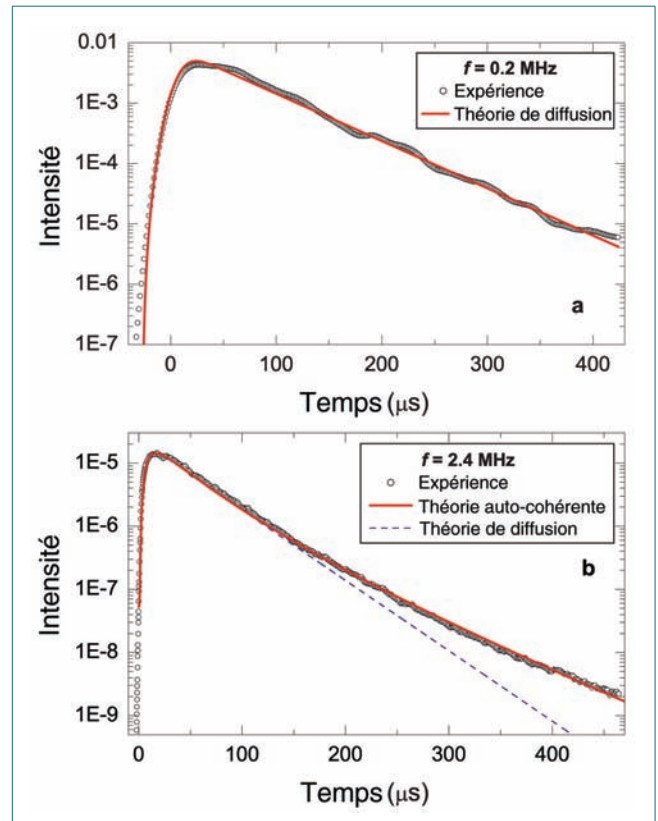 0.01
1E-3
1E-4
1E-5
1E-6
1E-7
Intensité
f = 0.2 MHz
Expérience
Théorie de diffusion
a
0 100 200 300 400
Temps (μs)
1E-5
1E-6
1E-7
1E-8
1E-9
Intensité
f = 2.4 MHz
Expérience
Théorie auto-cohérente
Théorie de diffusion
b
0 100 200 300 400
Temps (μs)